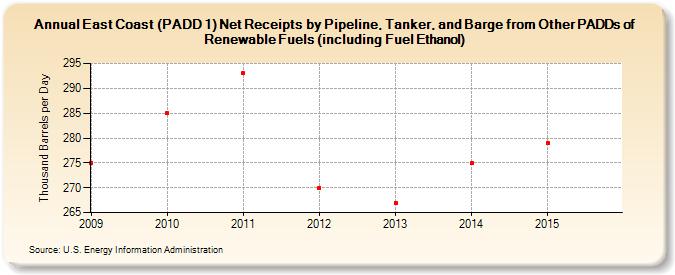 Annual East Coast (PADD 1) Net Receipts by Pipeline, Tanker, and Barge from Other PADDs of
Renewable Fuels (including Fuel Ethanol)
Thousand Barrels per Day
295
290
285
280
275
270
265
2009 2010 2011 2012 2013 2014 2015
Source: U.S. Energy Information Administration